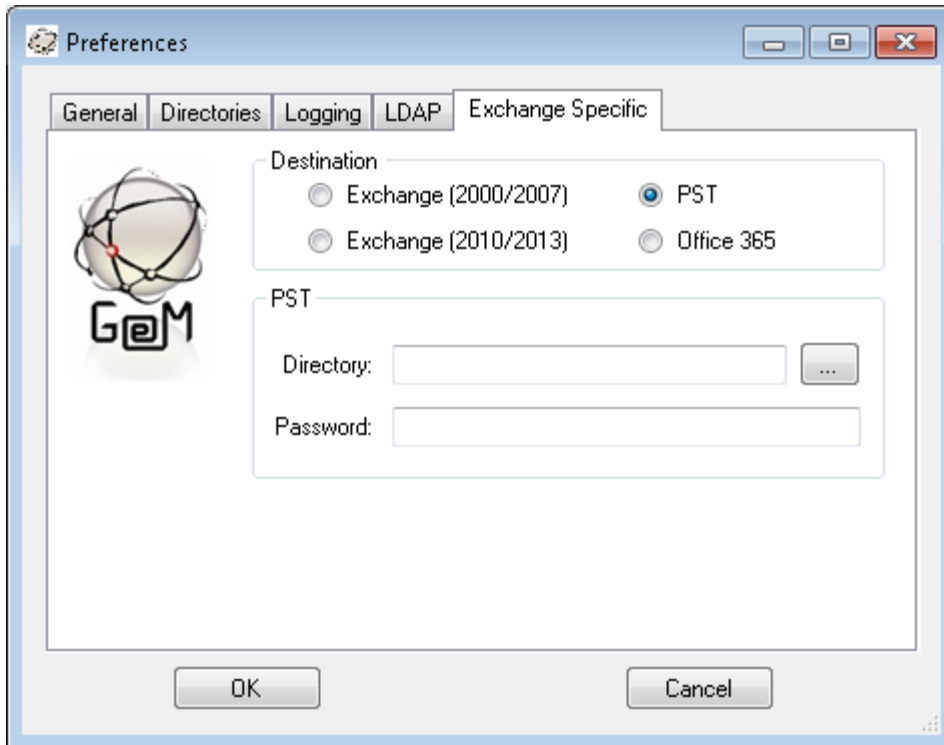 Preferences
General Directories Logging LDAP Exchange Specific
G@M
Destination
Exchange (2000/2007) PST
Exchange (2010/2013) Office 365
PST
Directory: ...
Password:
OK Cancel